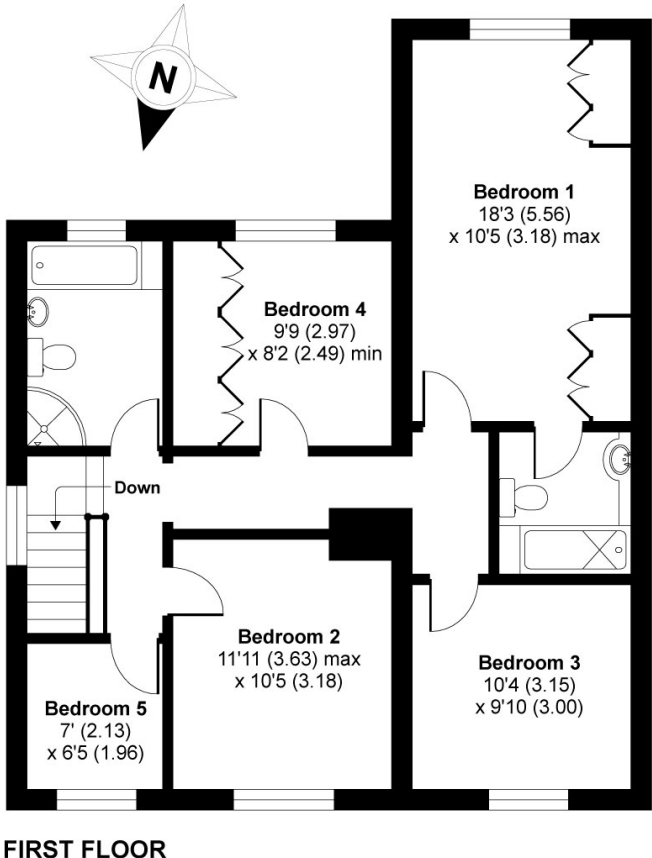 N
Bedroom 1
18'3 (5.56)
x 10'5 (3.18) max
Bedroom 4
9'9 (2.97)
x 8'2 (2.49) min
Down
Bedroom 2
11'11 (3.63) max
x 10'5 (3.18)
Bedroom 3
10'4 (3.15)
x 9'10 (3.00)
Bedroom 5
7' (2.13)
x 6'5 (1.96)
FIRST FLOOR